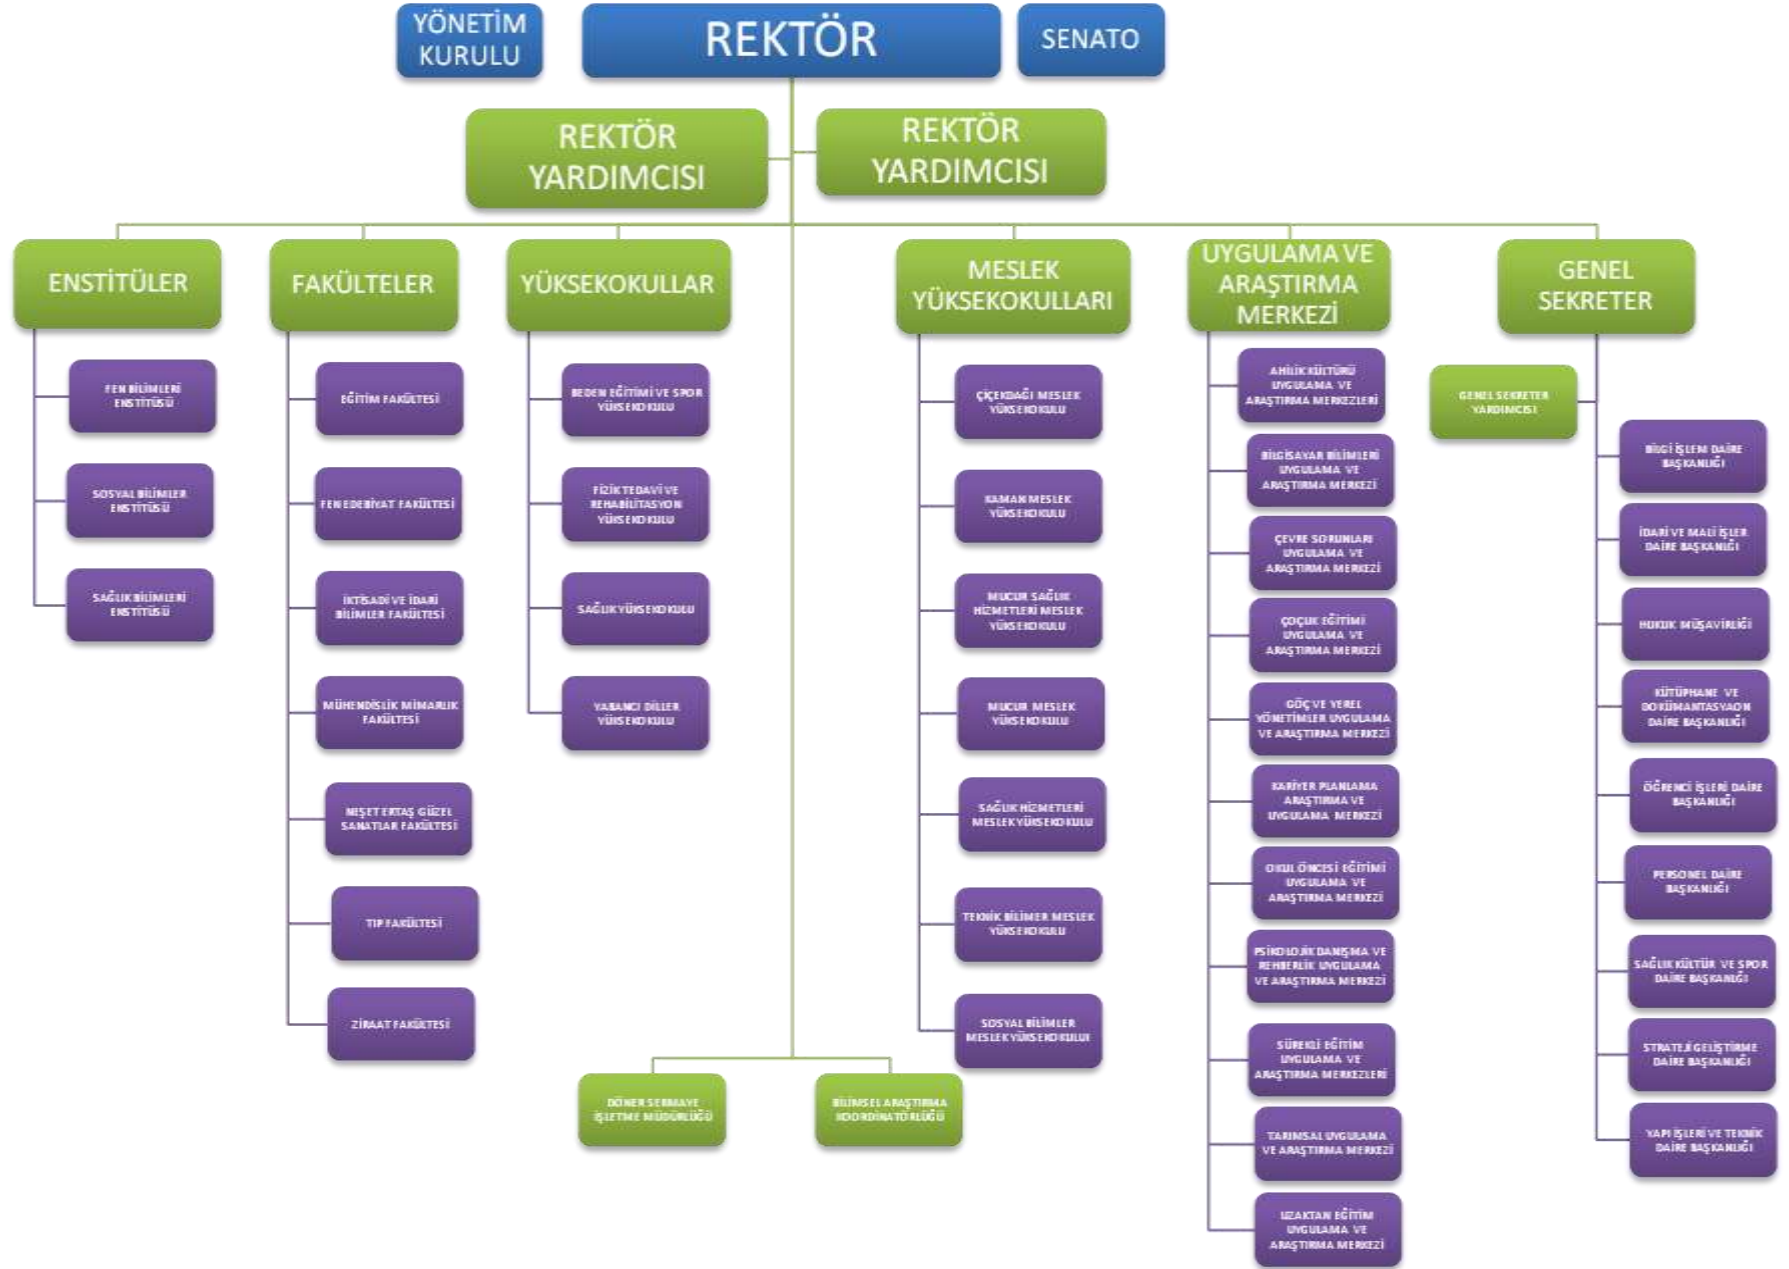 YÖNETİM
KURULU
REKTÖR
SENATO
REKTÖR
YARDIMCISI
REKTÖR
YARDIMCISI
ENSTİTÜLER
FEN BİLİMLERİ
ENSTİTÜSÜ
SOSYAL BİLİMLER
ENSTİTÜSÜ
SAĞLIK BİLİMLERİ
ENSTİTÜSÜ
FAKÜLTELER
EĞİTİM FAKÜLTESİ
FEN EDEBİYAT FAKÜLTESİ
İKTİSADİ VE İDARİ
BİLİMLER FAKÜLTESİ
MÜHENDİSLİK MİMARLIK
FAKÜLTESİ
NEŞET ERTAŞ GÜZEL
SANATLAR FAKÜLTESİ
TIP FAKÜLTESİ
ZİRAAT FAKÜLTESİ
YÜKSEKOKULLAR
BEDEN EĞİTİMİ VE SPOR
YÜKSEKOKULU
FİZİK TEDAVİ VE
REHABİLİTASYON
YÜKSEKOKULU
SAĞLIK YÜKSEKOKULU
YABANCI DİLLER
YÜKSEKOKULU
DÖNER SERMAYE
İŞLETME MÜDÜRLÜĞÜ
BİLİMSEL ARAŞTIRMA
KOORDİNATÖRLÜĞÜ
MESLEK
YÜKSEKOKULLARI
ÇİÇEKDAĞI MESLEK
YÜKSEKOKULU
KAMAN MESLEK
YÜKSEKOKULU
MUCUR SAĞLIK
HİZMETLERİ MESLEK
YÜKSEKOKULU
MUCUR MESLEK
YÜKSEKOKULU
SAĞLIK HİZMETLERİ
MESLEK YÜKSEKOKULU
TEKNİK BİLİMER MESLEK
YÜKSEKOKULU
SOSYAL BİLİMLER
MESLEK YÜKSEKOKULUI
UYGULAMA VE
ARAŞTIRMA
MERKEZİ
AHİLİK KÜLTÜRÜ
UYGULAMA VE
ARAŞTIRMA MERKEZLERİ
BİLGİSAYAR BİLİMLERİ
UYGULAMA VE
ARAŞTIRMA MERKEZİ
ÇEVRE SORUNLARI
UYGULAMA VE
ARAŞTIRMA MERKEZİ
ÇOÇUK EĞİTİMİ
UYGULAMA VE
ARAŞTIRMA MERKEZİ
GÖÇ VE YEREL
YÖNETİMLER UYGULAMA
VE ARAŞTIRMA MERKEZİ
KARİYER PLANLAMA
ARAŞTIRMA VE
UYGULAMA MERKEZİ
OKUL ÖNCESİ EĞİTİMİ
UYGULAMA VE
ARAŞTIRMA MERKEZİ
PSİKOLOJİK DANIŞMA VE
REHBERLİK UYGULAMA
VE ARAŞTIRMA MERKEZİ
SÜREKLİ EĞİTİM
UYGULAMA VE
ARAŞTIRMA MERKEZLERİ
TARIMSAL UYGULAMA
VE ARAŞTIRMA MERKEZİ
UZAKTAN EĞİTİM
UYGULAMA VE
ARAŞTIRMA MERKEZİ
GENEL
SEKRETER
GENEL SEKRETER
YARDIMCISI
BİLGİ İŞLEM DAİRE
BAŞKANLIĞI
İDARİ VE MALİ İŞLER
DAİRE BAŞKANLIĞI
HUKUK MÜŞAVİRLİĞİ
KÜTÜPHANE VE
DOKÜMANTASYAON
DAİRE BAŞKANLIĞI
ÖĞRENCİ İŞLERİ DAİRE
BAŞKANLIĞI
PERSONEL DAİRE
BAŞKANLIĞI
SAĞLIK KÜLTÜR VE SPOR
DAİRE BAŞKANLIĞI
STRATEJİ GELİŞTİRME
DAİRE BAŞKANLIĞI
YAPI İŞLERİ VE TEKNİK
DAİRE BAŞKANLIĞI